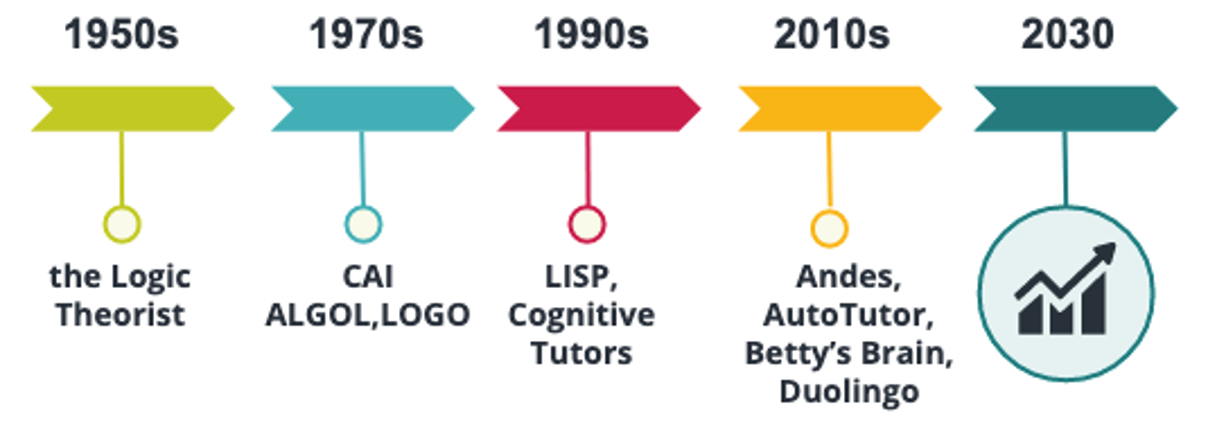 1950s
1970s
1990s
2010s
2030
the Logic
Theorist
CAI
ALGOL,LOGO
LISP,
Cognitive
Tutors
Andes,
AutoTutor,
Betty’s Brain,
Duolingo